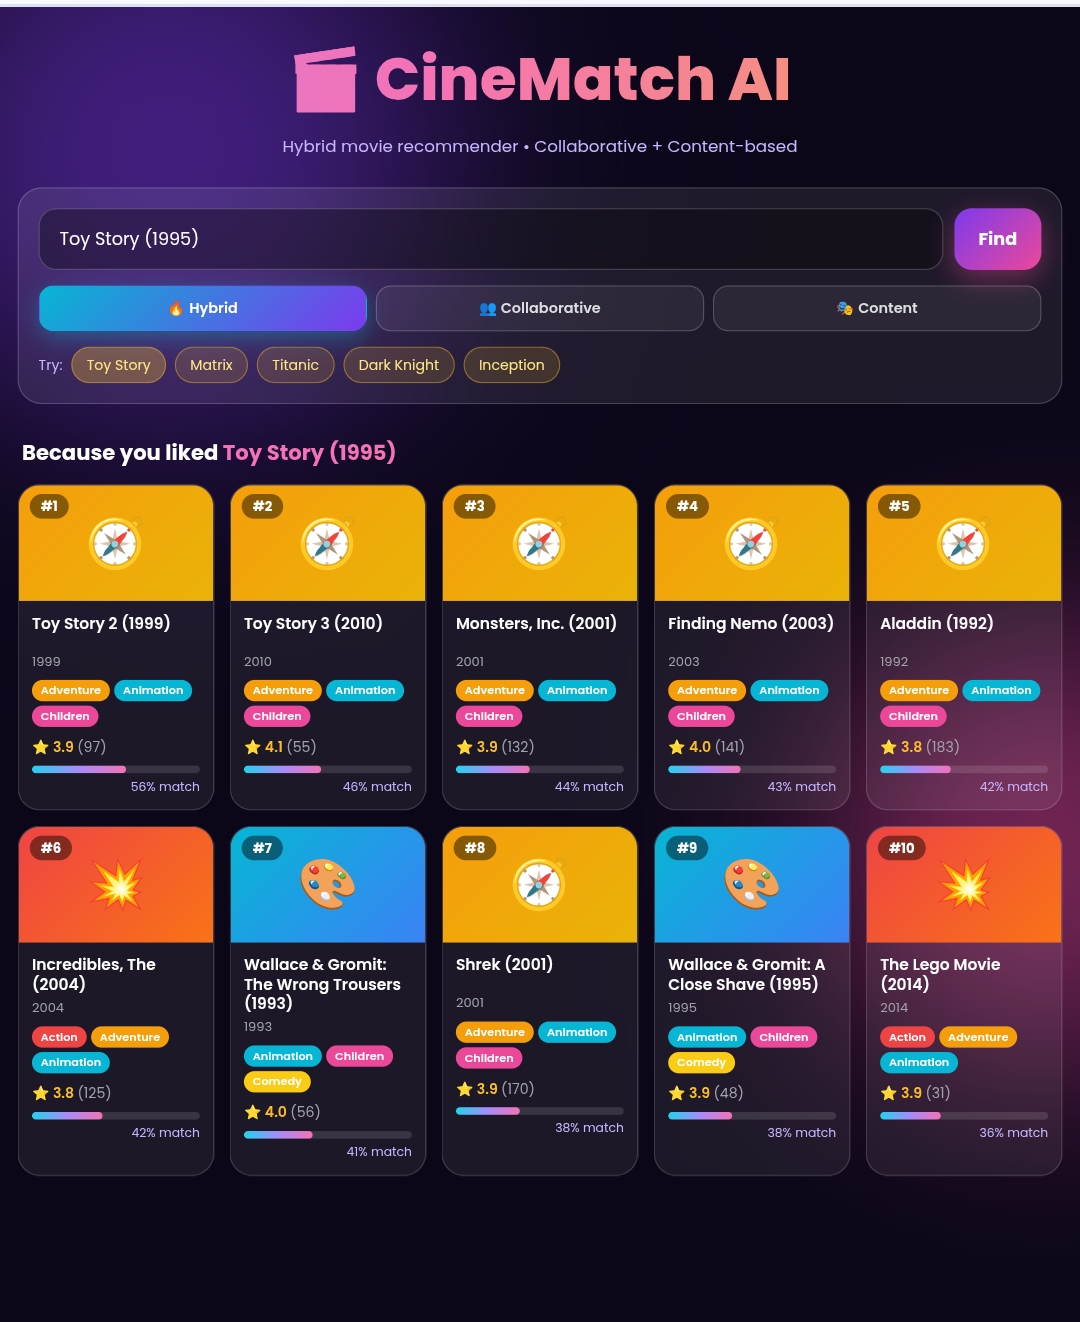 CineMatch AI
Hybrid movie recommender • Collaborative + Content-based
Toy Story (1995)
Find
Hybrid
Collaborative
Content
Try:
Toy Story
Matrix
Titanic
Dark Knight
Inception
Because you liked Toy Story (1995)
#1
Toy Story 2 (1999)
1999
Adventure
Animation
Children
3.9 (97)
56% match
#2
Toy Story 3 (2010)
2010
Adventure
Animation
Children
4.1 (55)
46% match
#3
Monsters, Inc. (2001)
2001
Adventure
Animation
Children
3.9 (132)
44% match
#4
Finding Nemo (2003)
2003
Adventure
Animation
Children
4.0 (141)
43% match
#5
Aladdin (1992)
1992
Adventure
Animation
Children
3.8 (183)
42% match
#6
Incredibles, The
(2004)
2004
Action
Adventure
Animation
3.8 (125)
42% match
#7
Wallace & Gromit:
The Wrong Trousers
(1993)
1993
Animation
Children
Comedy
4.0 (56)
41% match
#8
Shrek (2001)
2001
Adventure
Animation
Children
3.9 (170)
38% match
#9
Wallace & Gromit: A
Close Shave (1995)
1995
Animation
Children
Comedy
3.9 (48)
38% match
#10
The Lego Movie
(2014)
2014
Action
Adventure
Animation
3.9 (31)
36% match